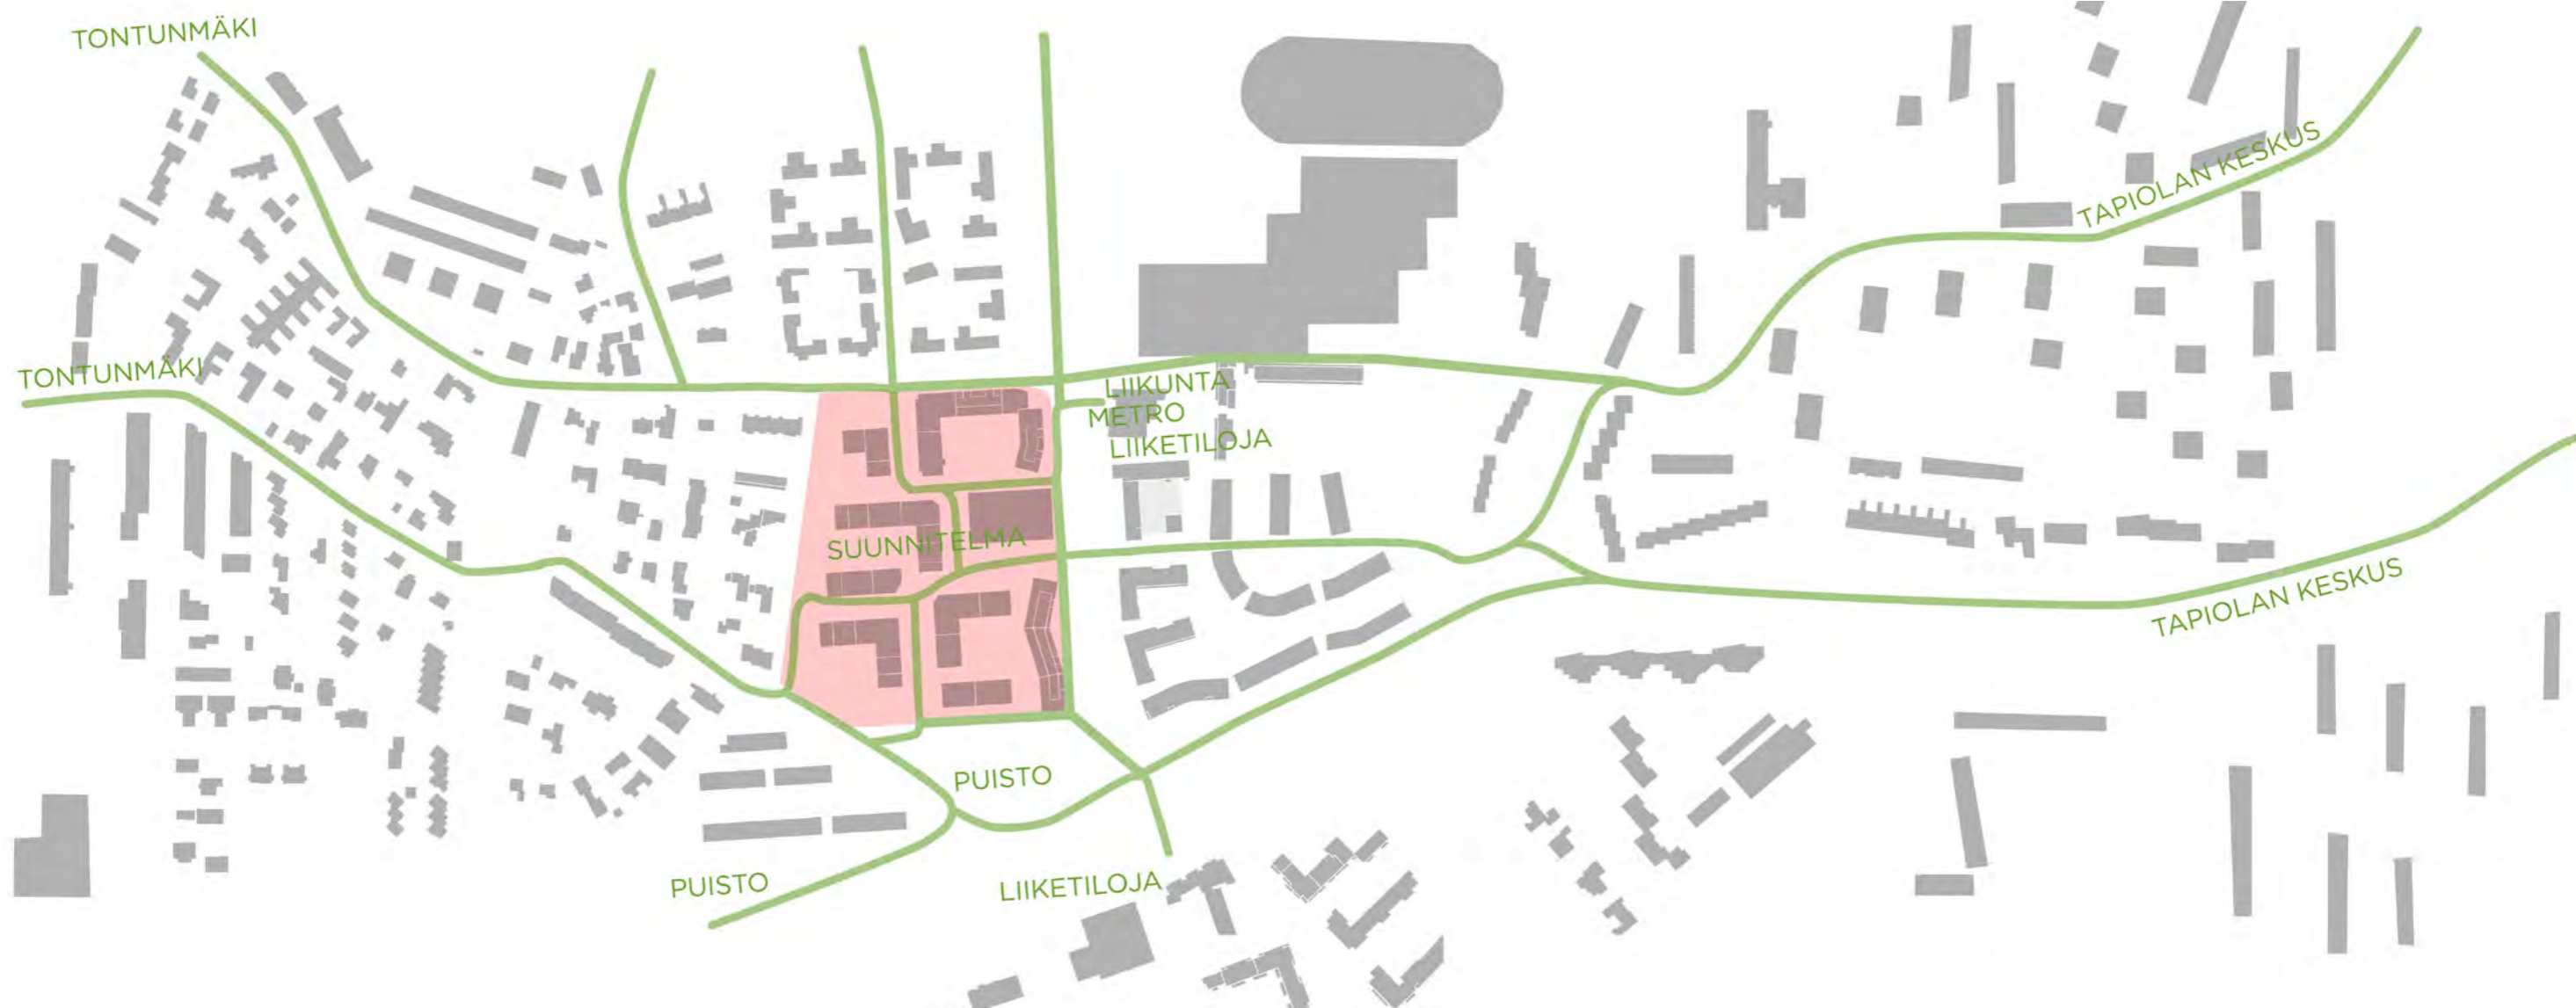 TONTUNMÄKI
TAPIOLAN KESKUS
TONTUNMÄKI
LIIKUNTA
METRO
LIIKETILOJA
SUUNNITELMA
TAPIOLAN KESKUS
PUISTO
PUISTO
LIIKETILOJA